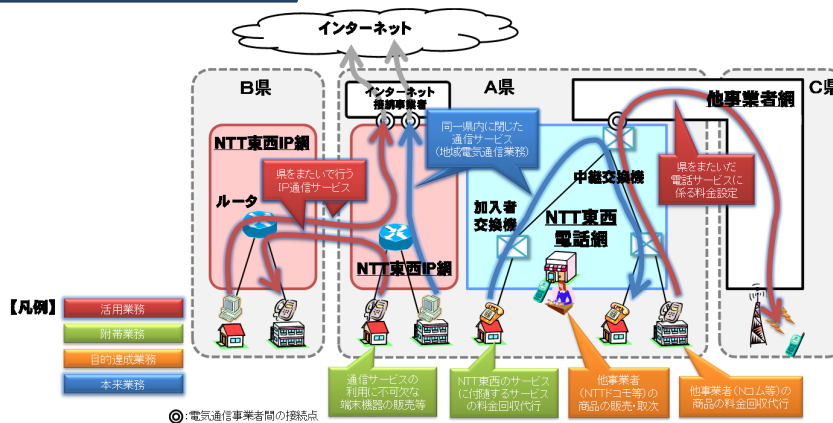 インターネット
B県
A県
C県
インターネット
接続事業者
他事業者網
NTT東西IP網
同一県内に閉じた
通信サービス
(地域電気通信業務)
県をまたいで行う
IP通信サービス
県をまたいだ
電話サービスに
係る料金設定
中継交換機
ルータ
加入者
交換機
NTT東西
電話網
NTT東西IP網
【凡例】
活用業務
附帯業務
目的達成業務
本来業務
通信サービスの
利用に不可欠な
端末機器の販売等
NTT東西のサービス
に付随するサービス
の料金回収代行
他事業者
(NTTドコモ等)の
商品の販売・取次
他事業者(Nコム等)の
商品の料金回収代行
◎:電気通信事業者間の接続点